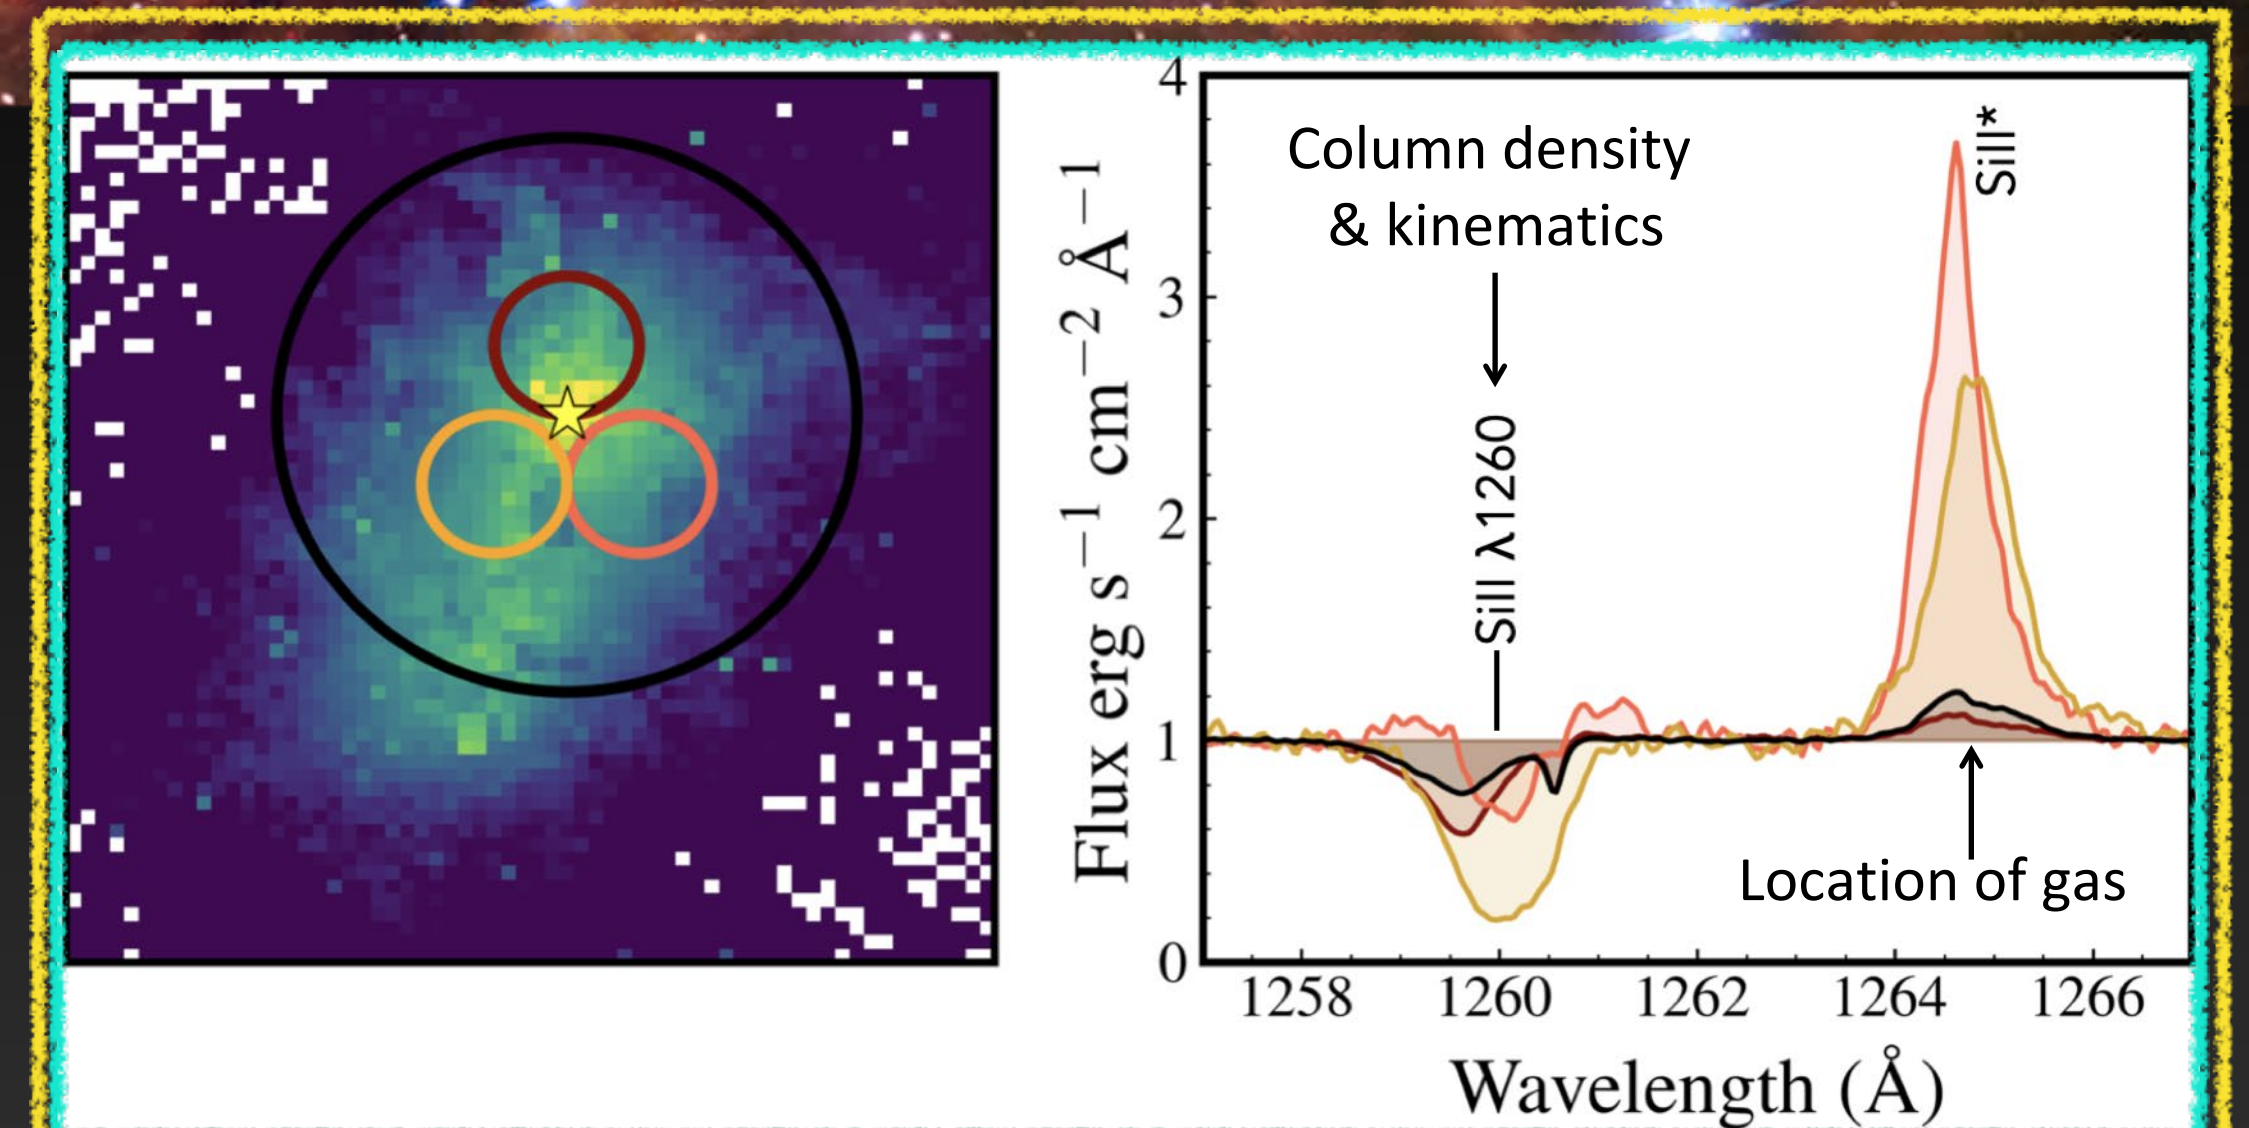 Column density
& kinematics
SiII λ1260
SiII*
Location of gas
Flux erg s⁻¹ cm⁻² Å⁻¹
4
3
2
1
0
1258 1260 1262 1264 1266
Wavelength (Å)